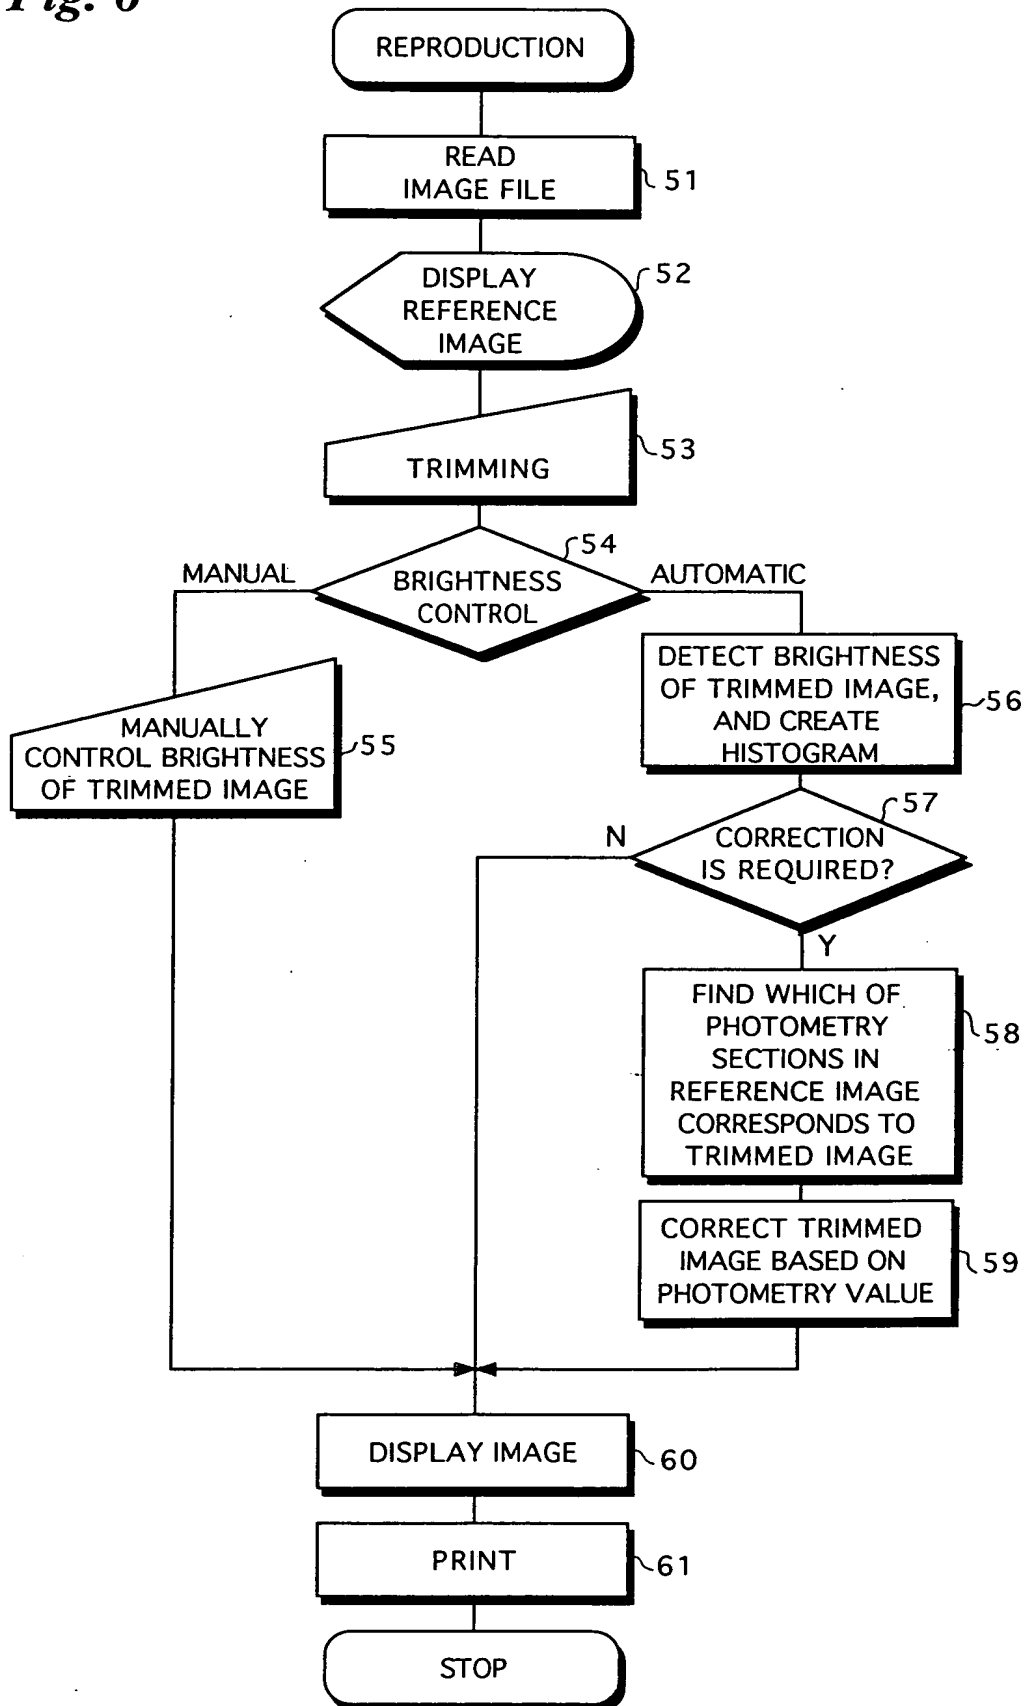 Fig. 6
REPRODUCTION
READ
IMAGE FILE
51
DISPLAY
REFERENCE
IMAGE
52
TRIMMING
53
BRIGHTNESS
CONTROL
54
MANUAL
AUTOMATIC
MANUALLY
CONTROL BRIGHTNESS
OF TRIMMED IMAGE
55
DETECT BRIGHTNESS
OF TRIMMED IMAGE,
AND CREATE
HISTOGRAM
56
CORRECTION
IS REQUIRED?
57
N
Y
FIND WHICH OF
PHOTOMETRY
SECTIONS IN
REFERENCE IMAGE
CORRESPONDS TO
TRIMMED IMAGE
58
CORRECT TRIMMED
IMAGE BASED ON
PHOTOMETRY VALUE
59
DISPLAY IMAGE
60
PRINT
61
STOP